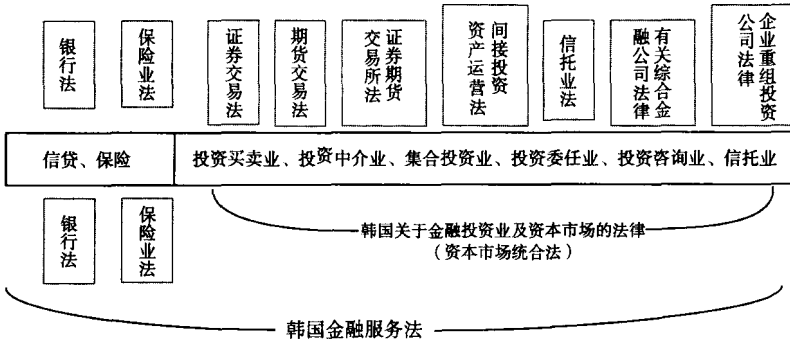 银行法
保险业法
证券交易法
期货交易法
证券期货
交易所法
间接投资
资产运营法
信托业法
有关综合金
融公司法律
企业重组投资
公司法律
信贷、保险
投资买卖业、投资中介业、集合投资业、投资委任业、投资咨询业、信托业
银行法
保险业法
韩国关于金融投资业及资本市场的法律
(资本市场统合法)
韩国金融服务法